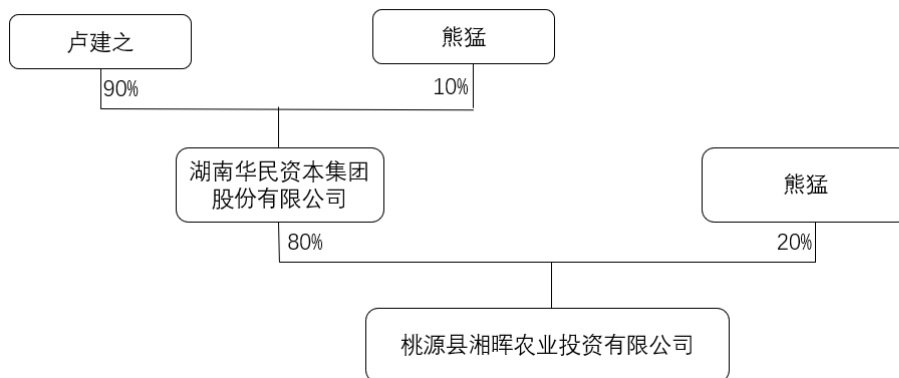 卢建之
熊猛
90%
10%
湖南华民资本集团
股份有限公司
熊猛
80%
20%
桃源县湘晖农业投资有限公司